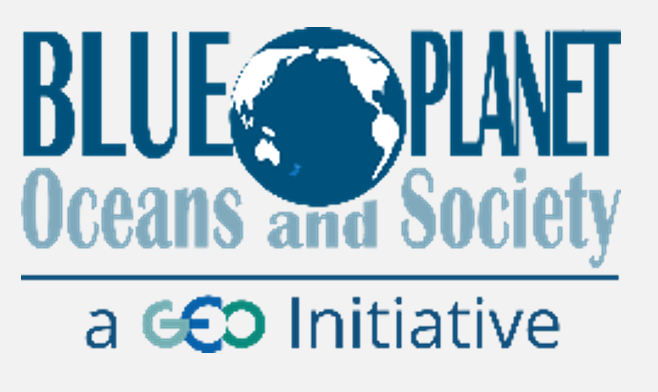 BLUE PLANET
Oceans and Society
a GEO Initiative